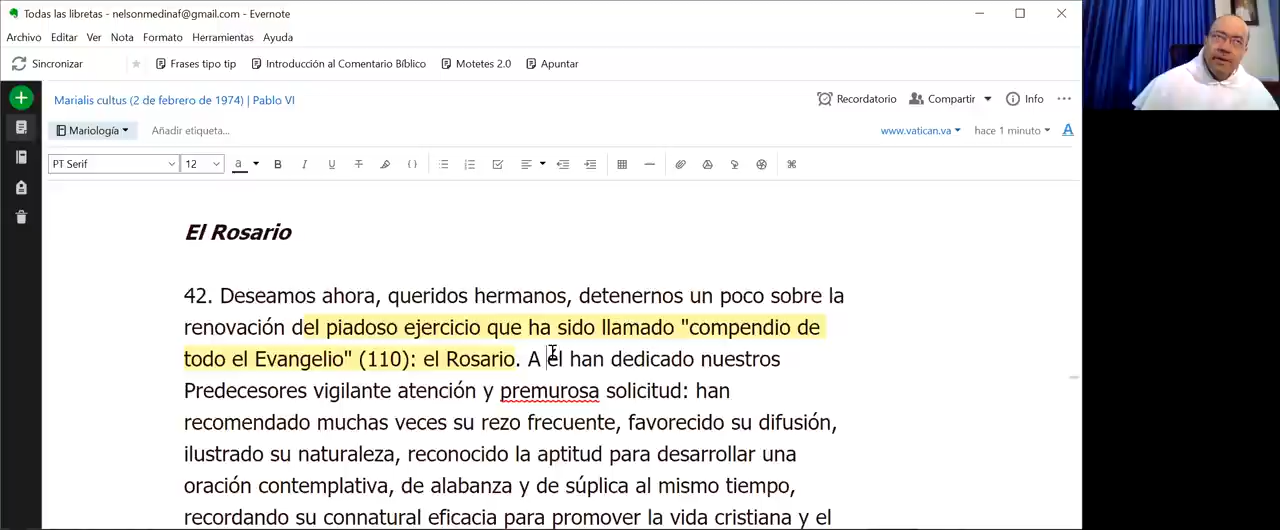 Todas las libretas - nelsonmedinaf@gmail.com - Evernote
Archivo Editar Ver Nota Formato Herramientas Ayuda
Sincronizar Frases tipo tip Introducción al Comentario Bíblico Motetes 2.0 Apuntar
Marialis cultus (2 de febrero de 1974) | Pablo VI Recordatorio Compartir Info
Mariología Añadir etiqueta... www.vatican.va hace 1 minuto A
PT Serif 12 a B I U T
El Rosario
42. Deseamos ahora, queridos hermanos, detenernos un poco sobre la
renovación del piadoso ejercicio que ha sido llamado "compendio de
todo el Evangelio" (110): el Rosario. A él han dedicado nuestros
Predecesores vigilante atención y premurosa solicitud: han
recomendado muchas veces su rezo frecuente, favorecido su difusión,
ilustrado su naturaleza, reconocido la aptitud para desarrollar una
oración contemplativa, de alabanza y de súplica al mismo tiempo,
recordando su connatural eficacia para promover la vida cristiana y el